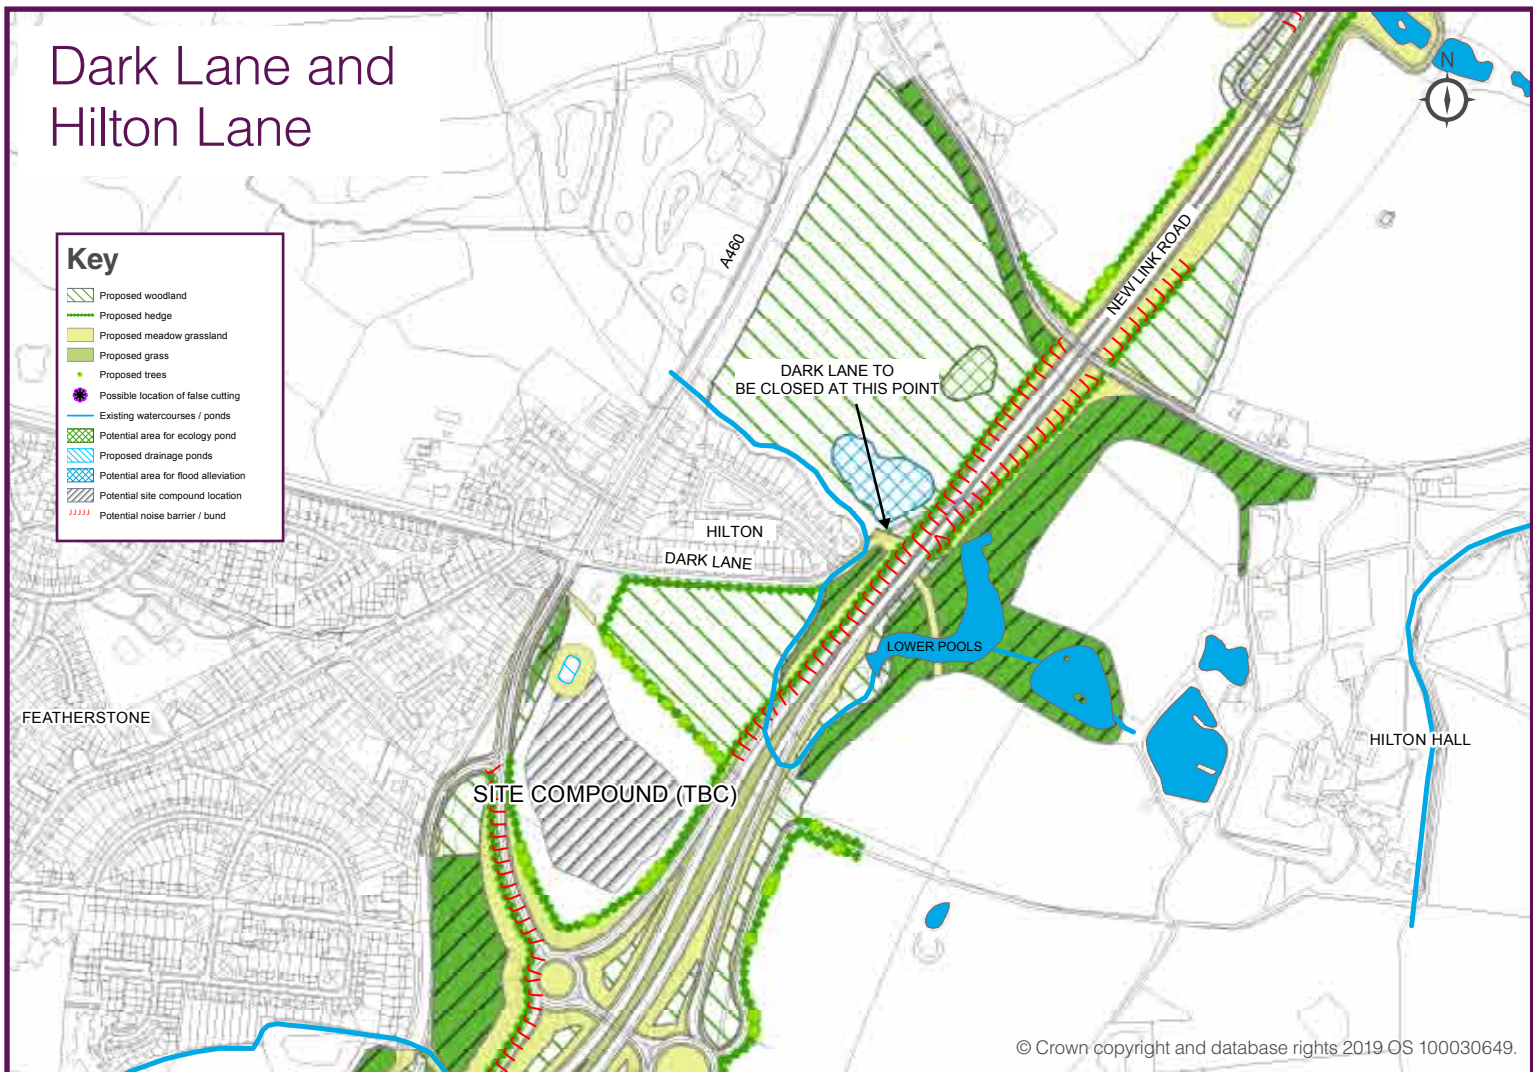 Dark Lane and
Hilton Lane
N
Key
Proposed woodland
Proposed hedge
Proposed meadow grassland
Proposed grass
Proposed trees
Possible location of false cutting
Existing watercourses / ponds
Potential area for ecology pond
Proposed drainage ponds
Potential area for flood alleviation
Potential site compound location
Potential noise barrier / bund
A460
NEW LINK ROAD
DARK LANE TO
BE CLOSED AT THIS POINT
HILTON
DARK LANE
LOWER POOLS
FEATHERSTONE
HILTON HALL
SITE COMPOUND (TBC)
© Crown copyright and database rights 2019 OS 100030649.